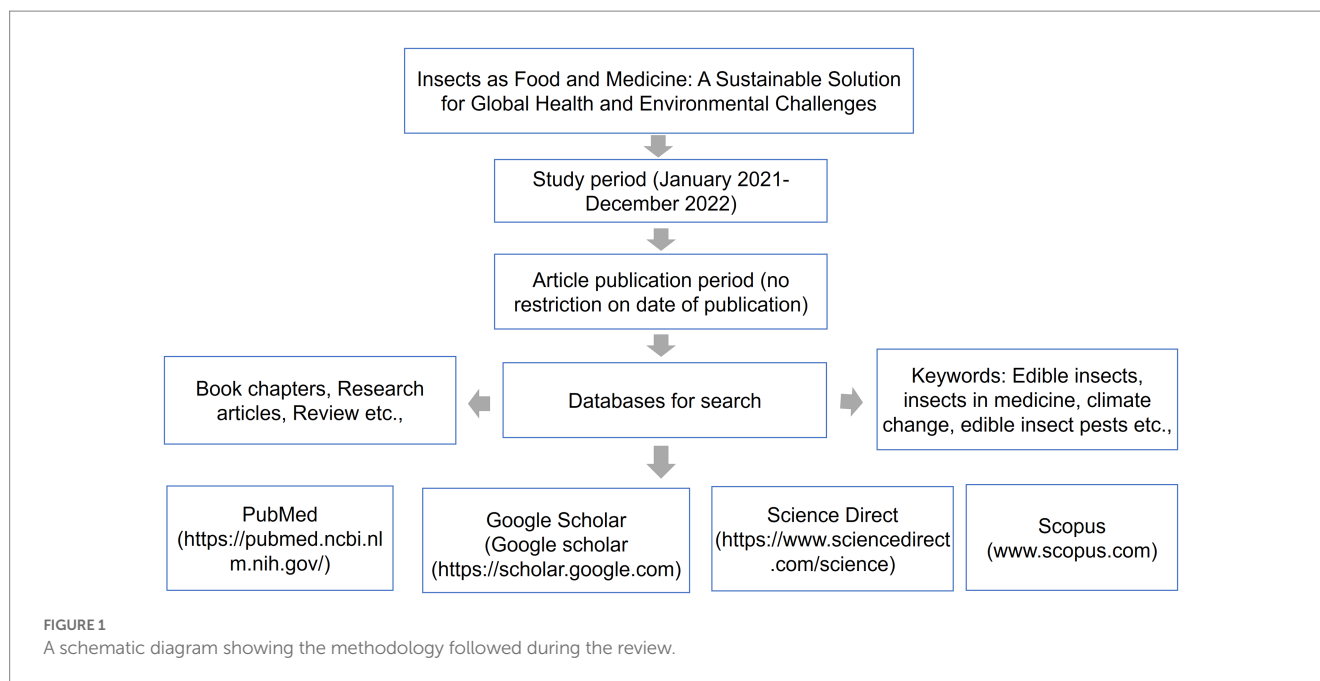 Insects as Food and Medicine: A Sustainable Solution
for Global Health and Environmental Challenges
Study period (January 2021-
December 2022)
Article publication period (no
restriction on date of publication)
Book chapters, Research
articles, Review etc.,
Databases for search
Keywords: Edible insects,
insects in medicine, climate
change, edible insect pests etc.,
PubMed
(https://pubmed.ncbi.nl
m.nih.gov/)
Google Scholar
(Google scholar
(https://scholar.google.com)
Science Direct
(https://www.sciencedirect
.com/science)
Scopus
(www.scopus.com)
FIGURE 1
A schematic diagram showing the methodology followed during the review.